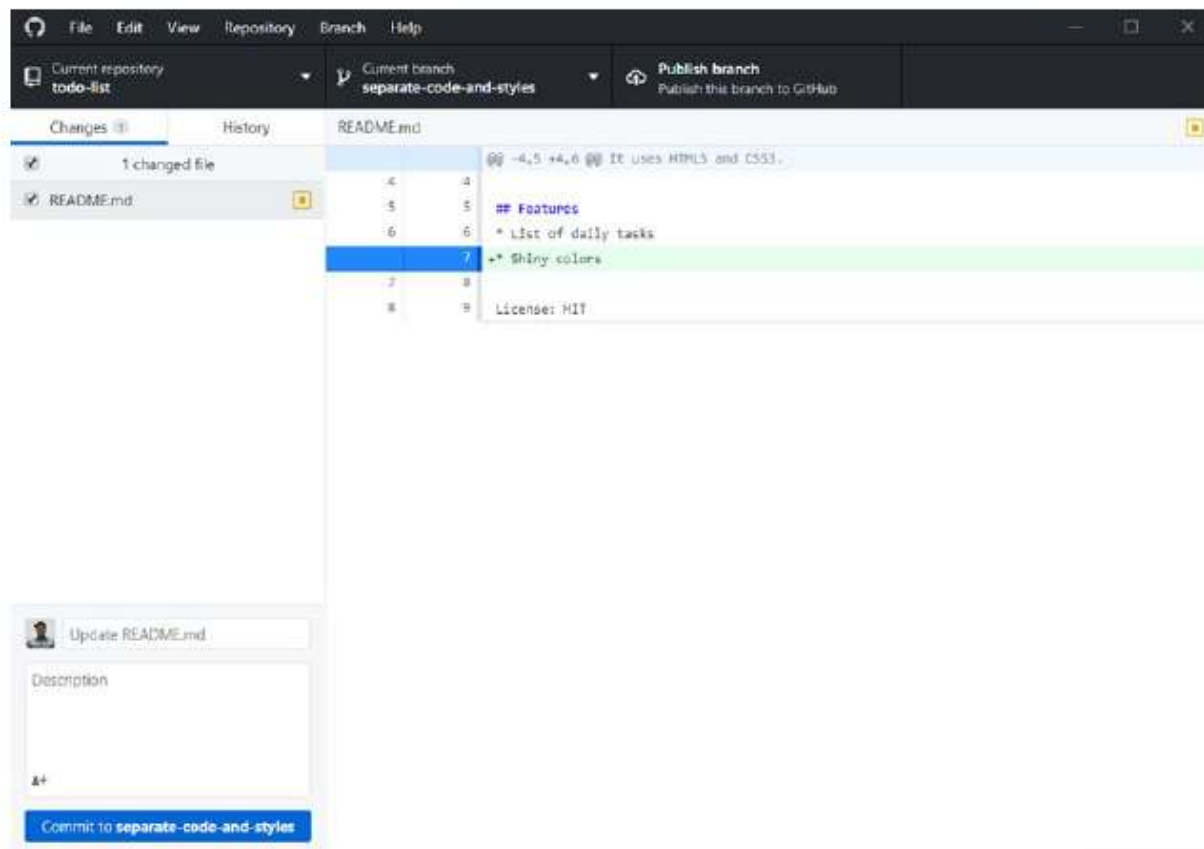 File Edit View Repository Branch Help
Current repository
todo-list
Current branch
separate-code-and-styles
Publish branch
Publish this branch to GitHub
Changes 1 History
README.md
1 changed file
README.md
@@ -4,5 +4,6 @@ It uses HTML5 and CSS3.
4 4
5 5 ## Features
6 6 * List of daily tasks
7 +* Shiny colors
7 8
8 9 License: MIT
Update README.md
Description
Commit to separate-code-and-styles